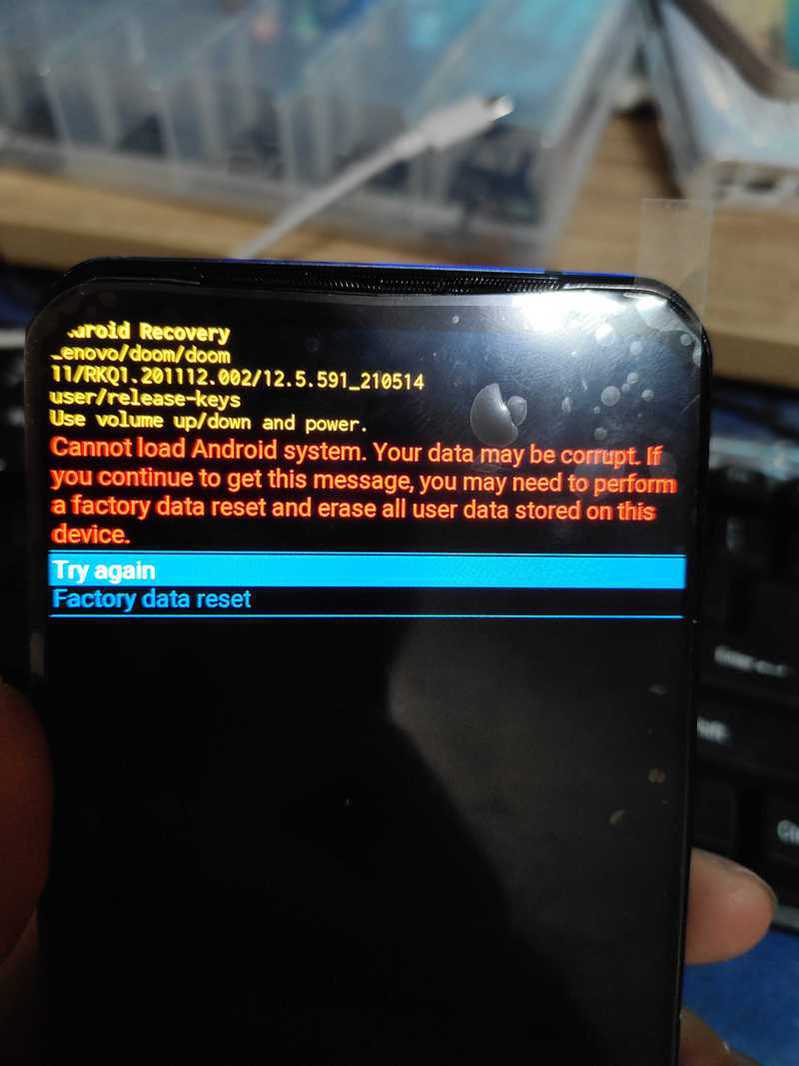 Android Recovery
Lenovo/doom/doom
11/RKQ1.201112.002/12.5.591_210514
user/release-keys
Use volume up/down and power.
Cannot load Android system. Your data may be corrupt. If
you continue to get this message, you may need to perform
a factory data reset and erase all user data stored on this
device.
Try again
Factory data reset